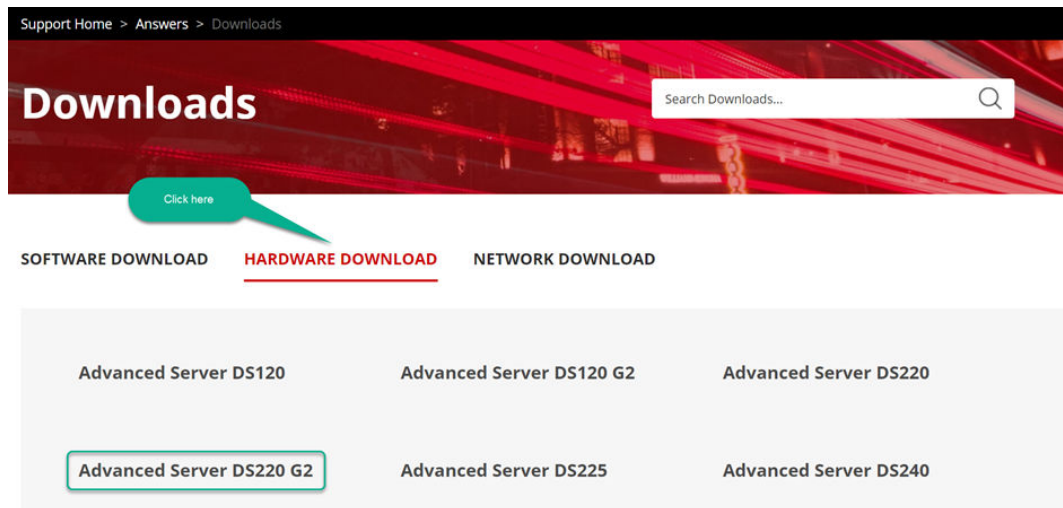 Support Home > Answers > Downloads
Downloads
Search Downloads...
Click here
SOFTWARE DOWNLOAD HARDWARE DOWNLOAD NETWORK DOWNLOAD
Advanced Server DS120 Advanced Server DS120 G2 Advanced Server DS220
Advanced Server DS220 G2 Advanced Server DS225 Advanced Server DS240